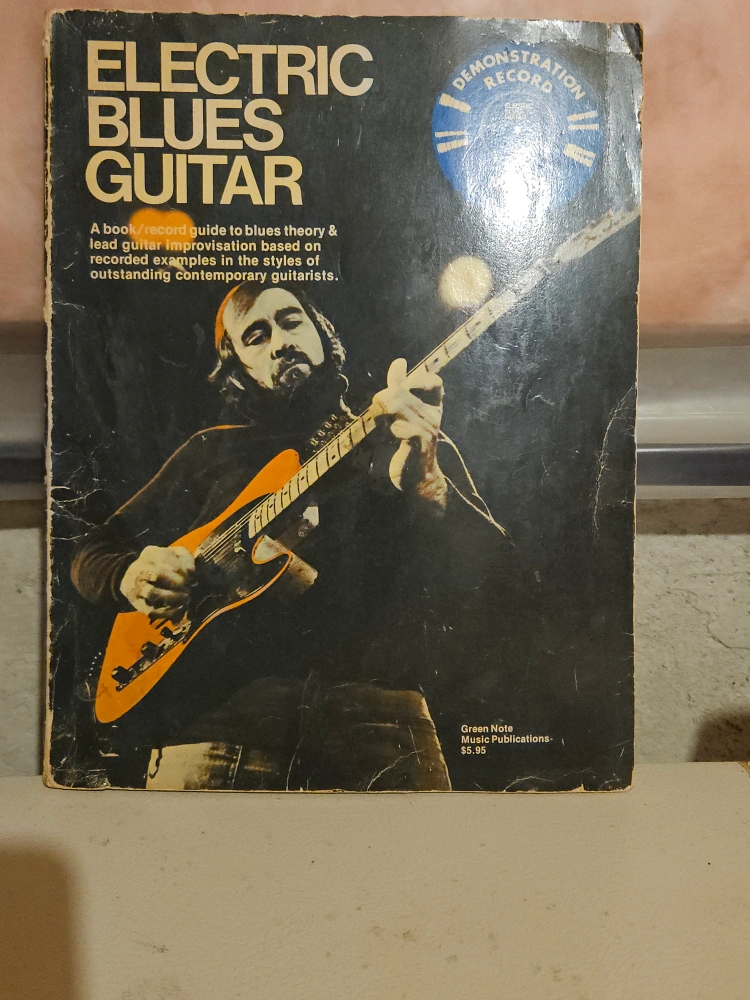 ELECTRIC
BLUES
GUITAR
DEMONSTRATION
RECORD
A book/record guide to blues theory &
lead guitar improvisation based on
recorded examples in the styles of
outstanding contemporary guitarists.
Green Note
Music Publications
$5.95